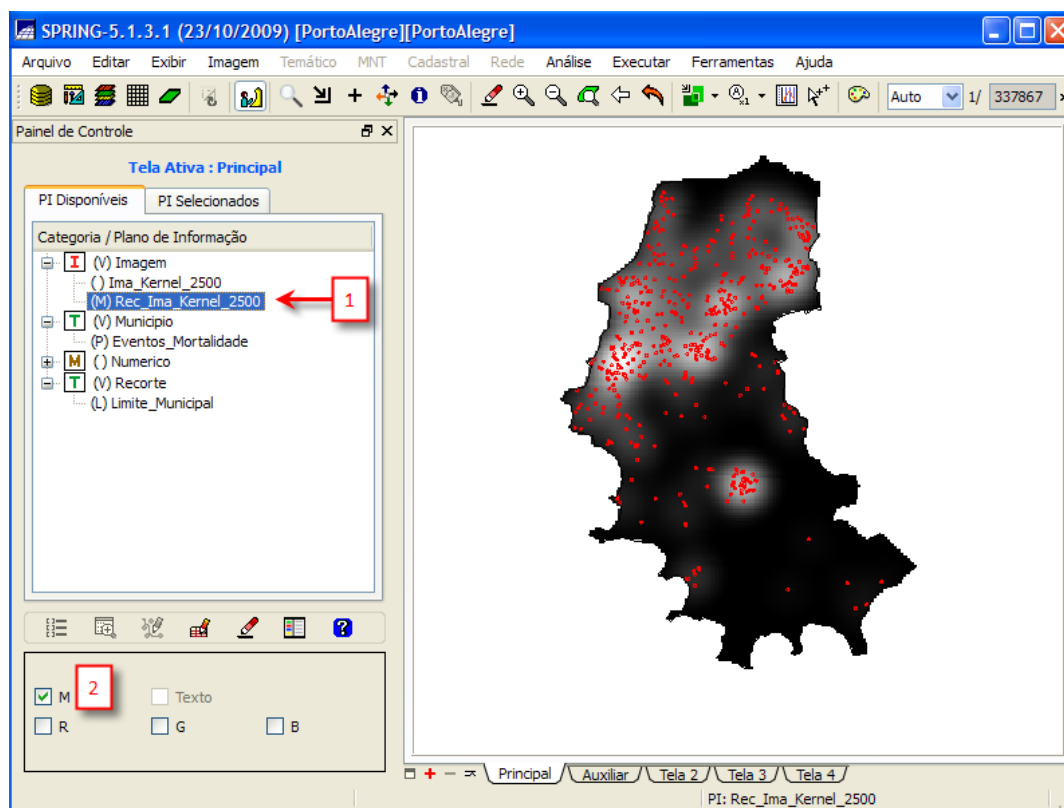 SPRING-5.1.3.1 (23/10/2009) [PortoAlegre][PortoAlegre]
Arquivo Editar Exibir Imagem Temático MNT Cadastral Rede Análise Executar Ferramentas Ajuda
Auto 1/ 337867
Painel de Controle
Tela Ativa : Principal
PI Disponíveis PI Selecionados
Categoria / Plano de Informação
I (V) Imagem
( ) Ima_Kernel_2500
(M) Rec_Ima_Kernel_2500
1
T (V) Municipio
(P) Eventos_Mortalidade
M ( ) Numerico
T (V) Recorte
(L) Limite_Municipal
M 2 Texto
R G B
Principal Auxiliar Tela 2 Tela 3 Tela 4
PI: Rec_Ima_Kernel_2500